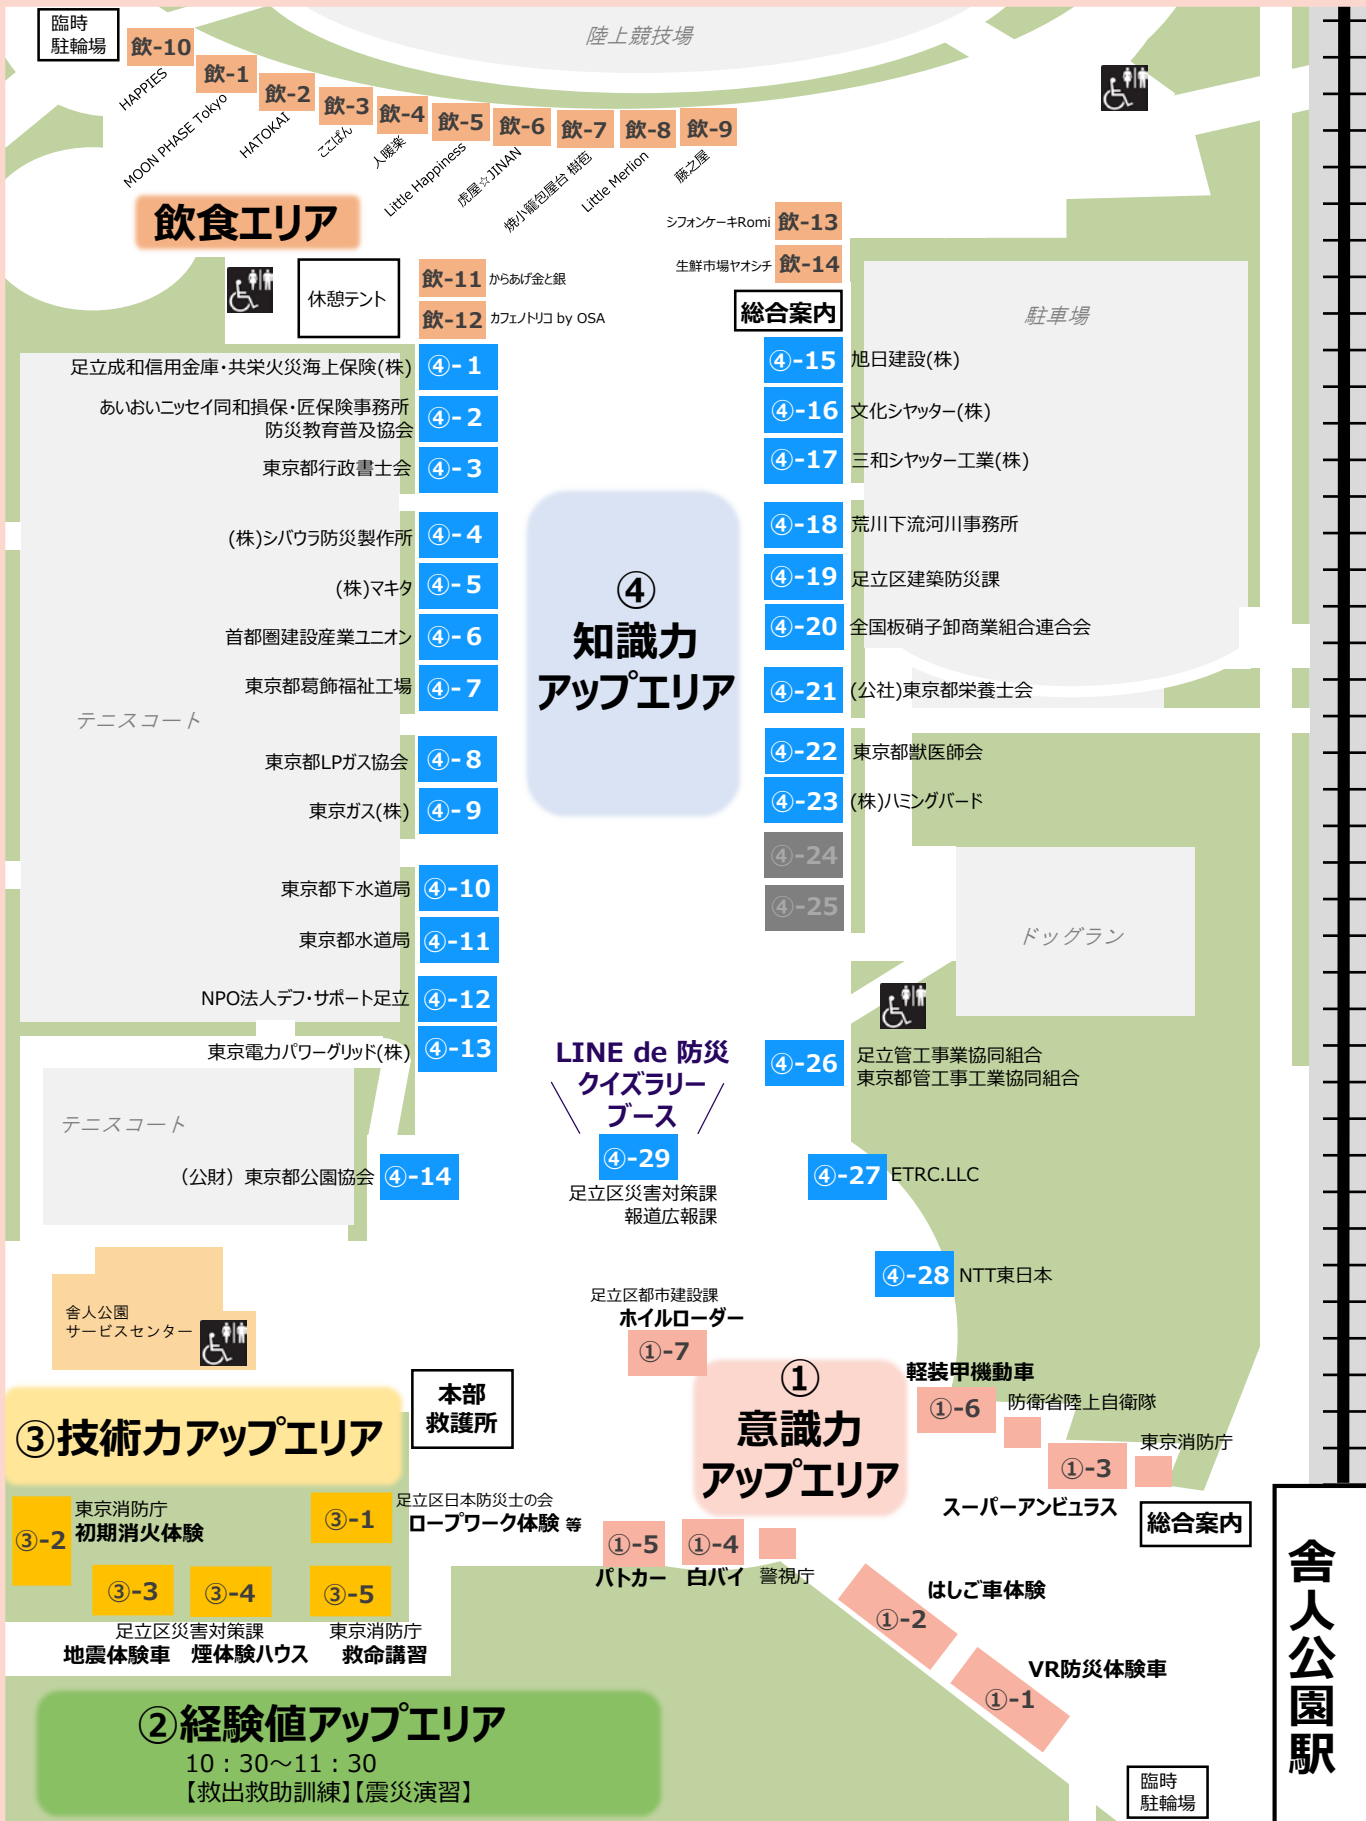 臨時
駐輪場
陸上競技場
飲-10
飲-1
飲-2
飲-3
飲-4
飲-5
飲-6
飲-7
飲-8
飲-9
HAPPIES
MOON PHASE Tokyo
HATOKAI
ここぱん
人暖楽
Little Happiness
虎屋☆JINAN
焼小籠包屋台 樹苞
Little Merlion
藤之屋
飲食エリア
シフォンケーキRomi 飲-13
生鮮市場ヤオシチ 飲-14
休憩テント
飲-11 からあげ金と銀
飲-12 カフェノトリコ by OSA
総合案内
駐車場
足立成和信用金庫・共栄火災海上保険(株) ④-1
あいおいニッセイ同和損保・匠保険事務所
防災教育普及協会
④-2
東京都行政書士会 ④-3
(株)シバウラ防災製作所 ④-4
(株)マキタ ④-5
首都圏建設産業ユニオン ④-6
東京都葛飾福祉工場 ④-7
テニスコート
東京都LPガス協会 ④-8
東京ガス(株) ④-9
東京都下水道局 ④-10
東京都水道局 ④-11
NPO法人デフ・サポート足立 ④-12
東京電力パワーグリッド(株) ④-13
テニスコート
(公財)東京都公園協会 ④-14
④
知識力
アップエリア
④-15 旭日建設(株)
④-16 文化シヤッター(株)
④-17 三和シヤッター工業(株)
④-18 荒川下流河川事務所
④-19 足立区建築防災課
④-20 全国板硝子卸商業組合連合会
④-21 (公社)東京都栄養士会
④-22 東京都獣医師会
④-23 (株)ハミングバード
④-24
④-25
ドッグラン
④-26
足立管工事業協同組合
東京都管工事工業協同組合
LINE de 防災
クイズラリー
ブース
④-29
足立区災害対策課
報道広報課
④-27 ETRC.LLC
④-28 NTT東日本
舎人公園
サービスセンター
足立区都市建設課
ホイルローダー
①-7
①
意識力
アップエリア
軽装甲機動車
①-6 防衛省陸上自衛隊
①-3 東京消防庁
スーパーアンビュラス
総合案内
本部
救護所
③技術力アップエリア
③-2
東京消防庁
初期消火体験
③-1
足立区日本防災士の会
ロープワーク体験 等
③-3
③-4
③-5
足立区災害対策課
地震体験車 煙体験ハウス
東京消防庁
救命講習
①-5
①-4
パトカー 白バイ 警視庁
はしご車体験
①-2
VR防災体験車
①-1
②経験値アップエリア
10：30～11：30
【救出救助訓練】【震災演習】
臨時
駐輪場
舎人公園駅